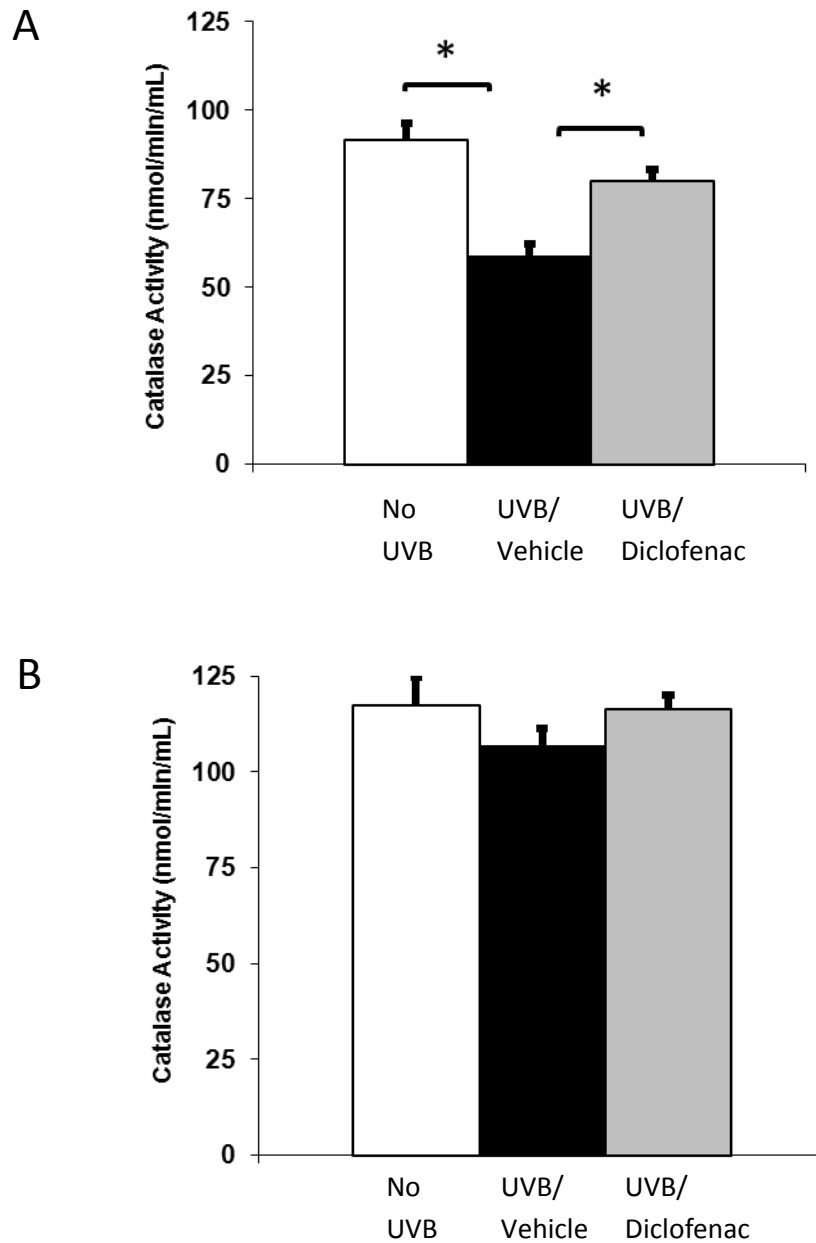 A
125
100
75
50
25
0
Catalase Activity (nmol/min/mL)
*
*
No
UVB
UVB/
Vehicle
UVB/
Diclofenac
B
125
100
75
50
25
0
Catalase Activity (nmol/min/mL)
No
UVB
UVB/
Vehicle
UVB/
Diclofenac